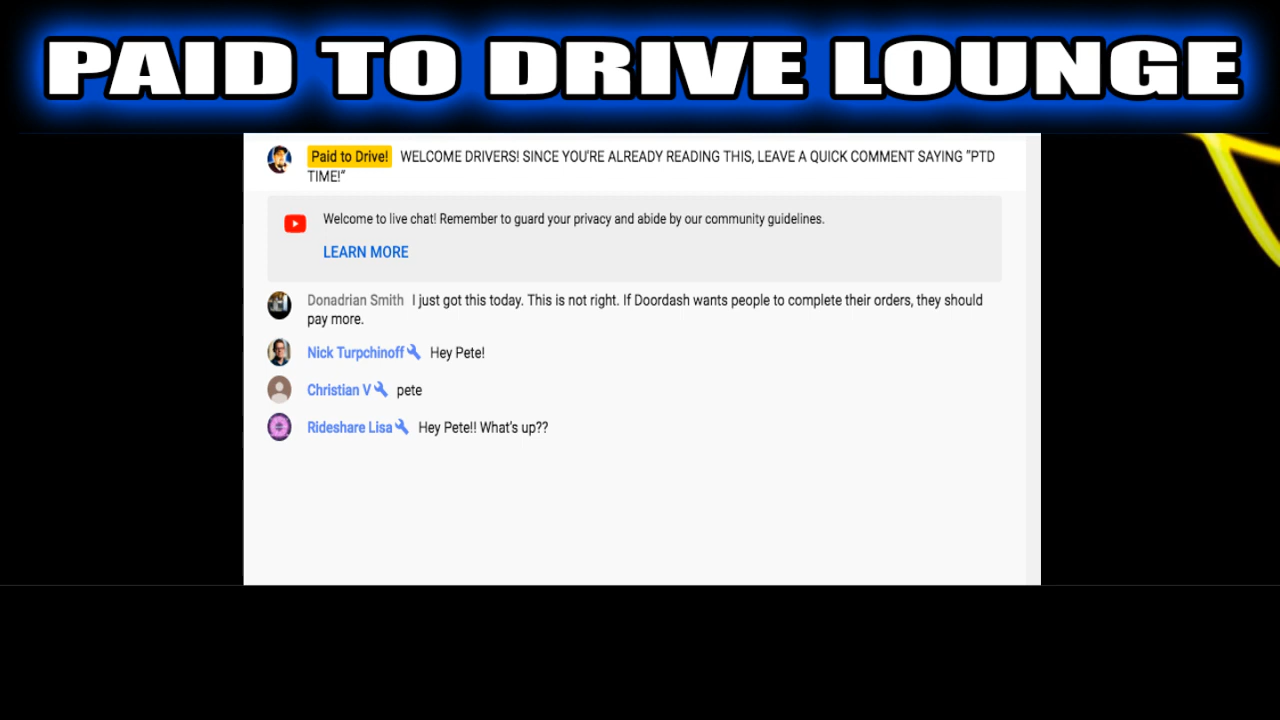 PAID TO DRIVE LOUNGE
Paid to Drive! WELCOME DRIVERS! SINCE YOU'RE ALREADY READING THIS, LEAVE A QUICK COMMENT SAYING "PTD
TIME!"
Welcome to live chat! Remember to guard your privacy and abide by our community guidelines.
LEARN MORE
Donadrian Smith I just got this today. This is not right. If Doordash wants people to complete their orders, they should
pay more.
Nick Turpchinoff Hey Pete!
Christian V pete
Rideshare Lisa Hey Pete!! What's up??